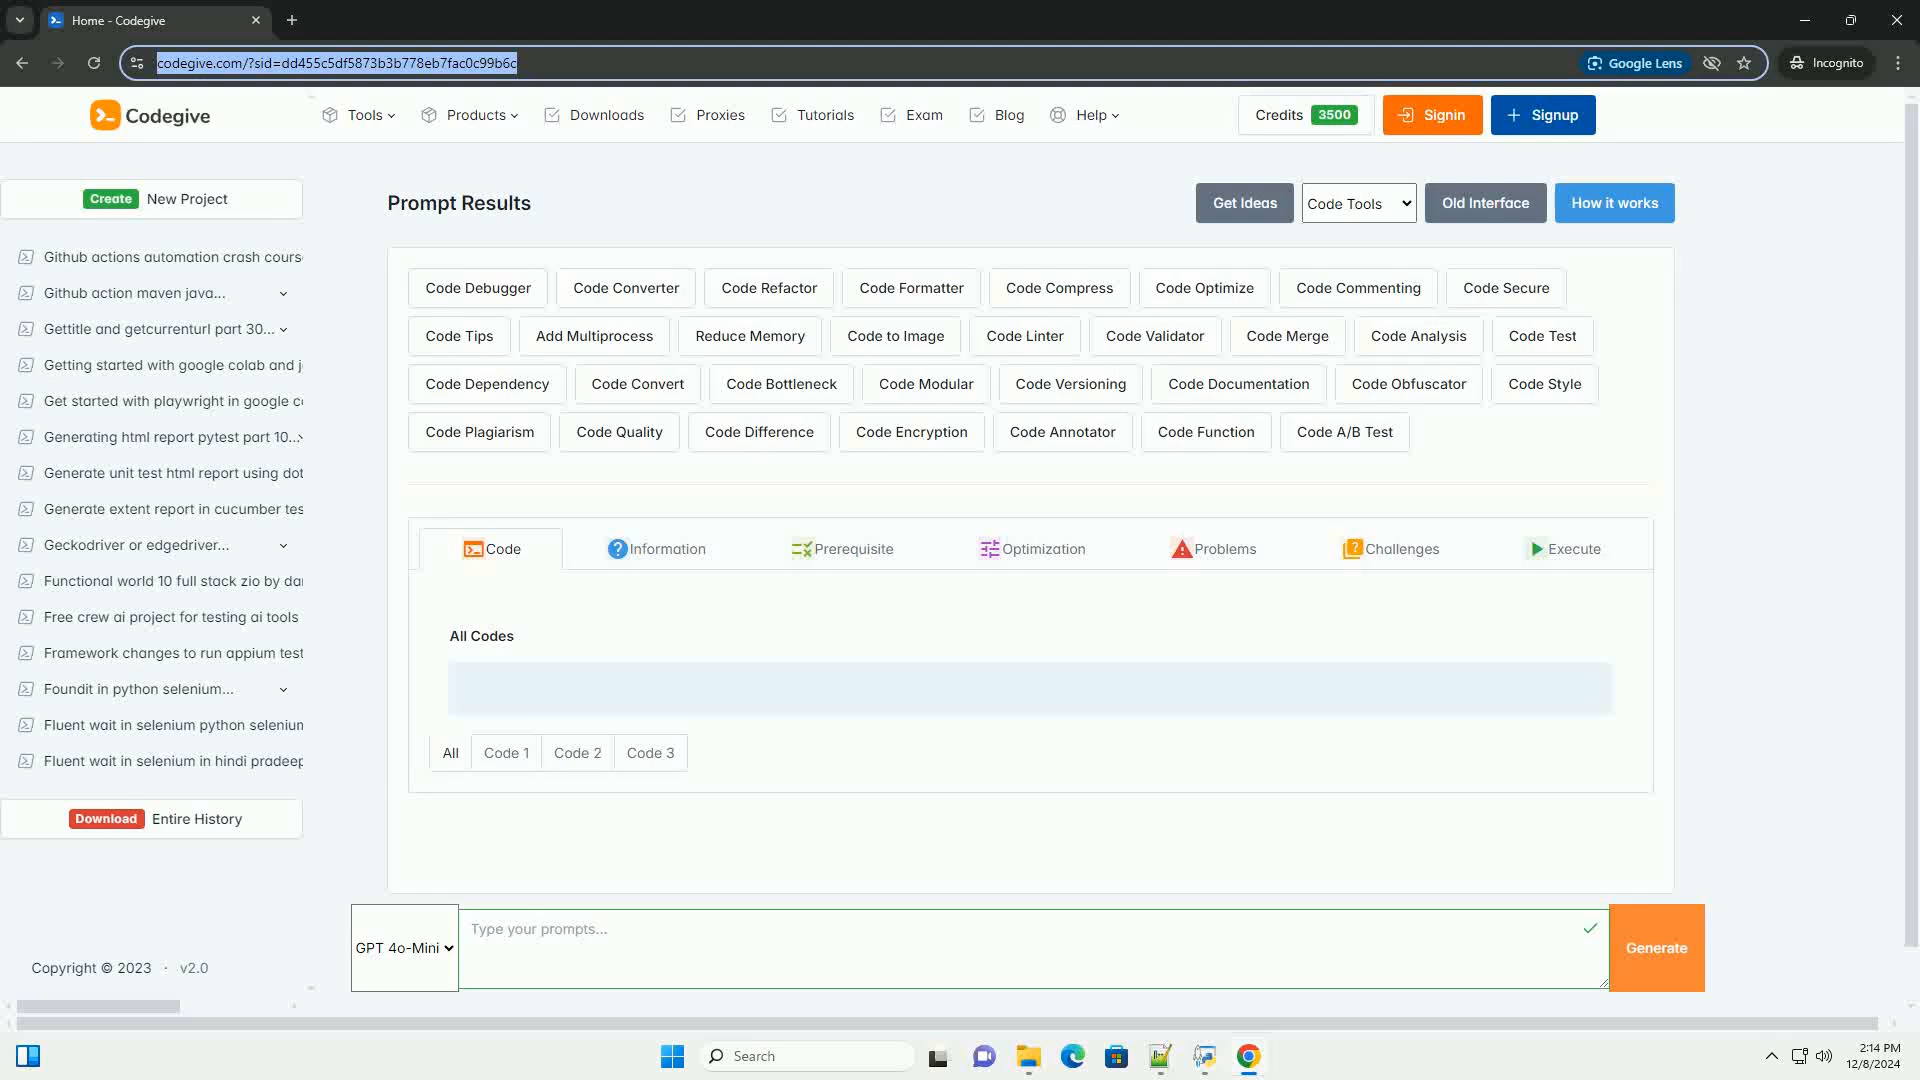 Home - Codegive
codegive.com/?sid=dd455c5df5873b3b778eb7fac0c99b6c
Google Lens
Incognito
Codegive
Tools
Products
Downloads
Proxies
Tutorials
Exam
Blog
Help
Credits 3500
Signin
Signup
Create New Project
Github actions automation crash cours
Github action maven java...
Gettitle and getcurrenturl part 30...
Getting started with google colab and j
Get started with playwright in google c
Generating html report pytest part 10...
Generate unit test html report using dot
Generate extent report in cucumber tes
Geckodriver or edgedriver...
Functional world 10 full stack zio by da
Free crew ai project for testing ai tools
Framework changes to run appium test
Foundit in python selenium...
Fluent wait in selenium python selenium
Fluent wait in selenium in hindi pradeep
Download Entire History
Copyright © 2023 · v2.0
Prompt Results
Get Ideas
Code Tools
Old Interface
How it works
Code Debugger
Code Converter
Code Refactor
Code Formatter
Code Compress
Code Optimize
Code Commenting
Code Secure
Code Tips
Add Multiprocess
Reduce Memory
Code to Image
Code Linter
Code Validator
Code Merge
Code Analysis
Code Test
Code Dependency
Code Convert
Code Bottleneck
Code Modular
Code Versioning
Code Documentation
Code Obfuscator
Code Style
Code Plagiarism
Code Quality
Code Difference
Code Encryption
Code Annotator
Code Function
Code A/B Test
Code
Information
Prerequisite
Optimization
Problems
Challenges
Execute
All Codes
All
Code 1
Code 2
Code 3
GPT 4o-Mini
Type your prompts...
Generate
Search
2:14 PM
12/8/2024